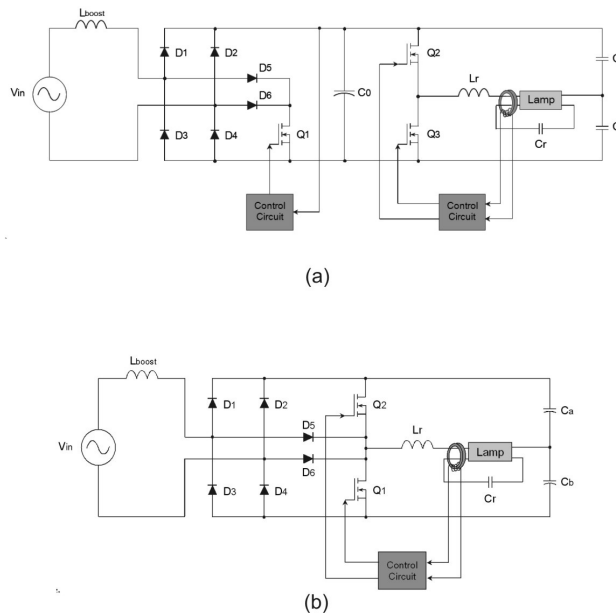 Lboost
D1
D2
Q2
D5
Vin
Lr
C
D6
C0
Lamp
D3
D4
Q1
Q3
C
Cr
Control
Circuit
Control
Circuit
(a)
Lboost
D1
D2
Q2
Ca
D5
Vin
Lr
D6
Lamp
D3
D4
Q1
Cr
Cb
Control
Circuit
(b)